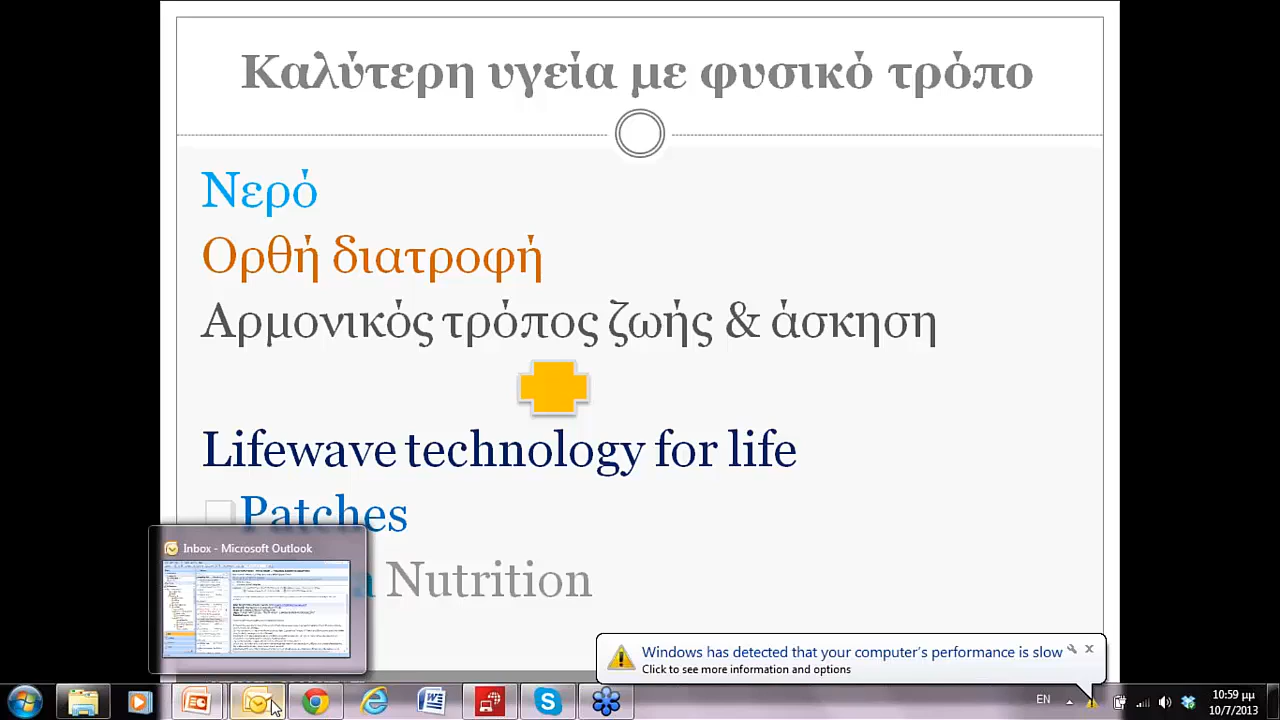 Καλύτερη υγεία με φυσικό τρόπο
Νερό
Ορθή διατροφή
Αρμονικός τρόπος ζωής & άσκηση
Lifewave technology for life
Patches
Nutrition
Inbox - Microsoft Outlook
Windows has detected that your computer's performance is slow
Click to see more information and options
EN
10:59 μμ
10/7/2013